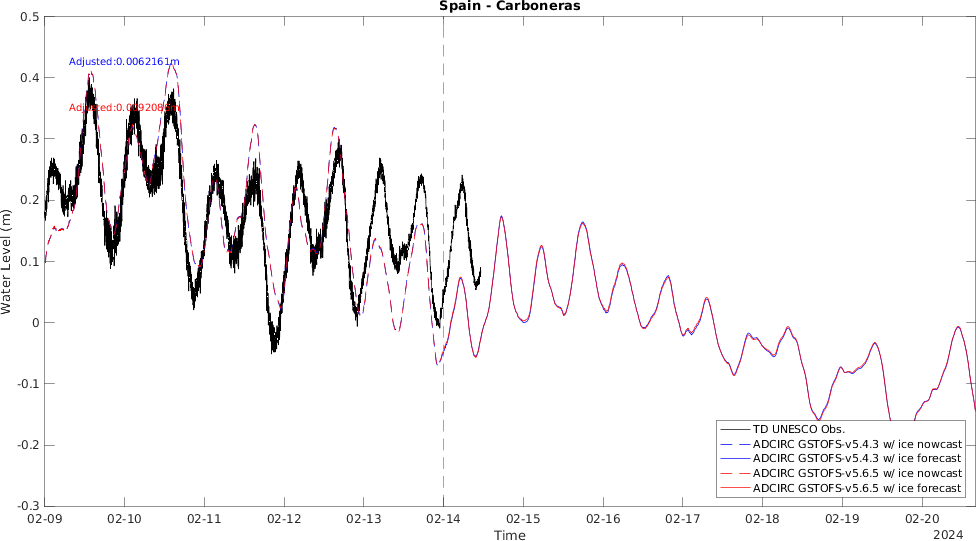 Spain - Carboneras
0.5
0.4
0.3
0.2
0.1
0
-0.1
-0.2
-0.3
Water Level (m)
Adjusted:0.0062161m
02-09
02-10
02-11
02-12
02-13
02-14
02-15
02-16
02-17
02-18
02-19
02-20
Time
2024
TD UNESCO Obs.
ADCIRC GSTOFS-v5.4.3 w/ ice nowcast
ADCIRC GSTOFS-v5.4.3 w/ ice forecast
ADCIRC GSTOFS-v5.6.5 w/ ice nowcast
ADCIRC GSTOFS-v5.6.5 w/ ice forecast